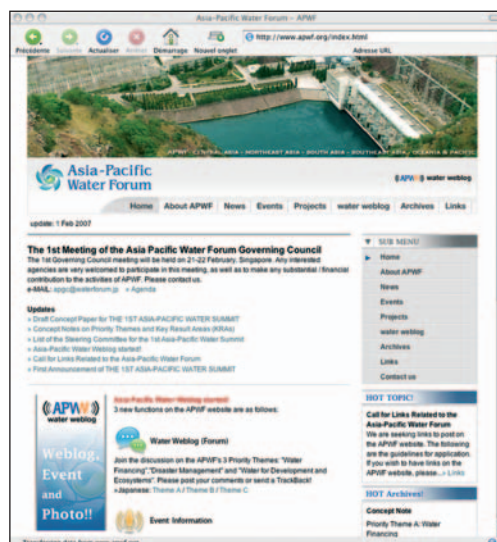 Asia-Pacific Water Forum - APWF
http://www.apwf.org/index.html
Précédente Suivante Actualiser Arrêter Démarrage Nouvel onglet Adresse URL
APWF: CENTRAL ASIA - NORTHEAST ASIA - SOUTH ASIA - SOUTHEAST ASIA - OCEANIA & PACIFIC
Asia-Pacific
Water Forum
((APWF)) water weblog
Home About APWF News Events Projects water weblog Archives Links
update: 1 Feb 2007
The 1st Meeting of the Asia Pacific Water Forum Governing Council
The 1st Governing Council meeting will be held on 21-22 February, Singapore. Any interested
agencies are very welcomed to participate in this meeting, as well as to make any substantial / financial
contribution to the activities of APWF. Please contact us.
e-MAIL: apgc@waterforum.jp » Agenda
Updates
» Draft Concept Paper for THE 1ST ASIA-PACIFIC WATER SUMMIT
» Concept Notes on Priority Themes and Key Result Areas (KRAs)
» List of the Steering Committee for the 1st Asia-Pacific Water Summit
» Asia-Pacific Water Weblog started!
» Call for Links Related to the Asia-Pacific Water Forum
» First Announcement of THE 1ST ASIA-PACIFIC WATER SUMMIT
((APWF))
water weblog
Weblog,
Event
and
Photo!!
Asia-Pacific Water Weblog started!
3 new functions on the APWF website are as follows.
Water Weblog (Forum)
Join the discussion on the APWF's 3 Priority Themes: "Water
Financing","Disaster Management" and "Water for Development and
Ecosystems". Please post your comments or send a TrackBack!
»Japanese: Theme A / Theme B / Theme C
Event Information
SUB MENU
Home
About APWF
News
Events
Projects
water weblog
Archives
Links
Contact us
HOT TOPIC!
Call for Links Related to the
Asia-Pacific Water Forum
We are seeking links to post on
the APWF website. The following
are the guidelines for application.
If you wish to have links on the
APWF website, please...» Links
HOT Archives!
Concept Note
Priority Theme A: Water
Financing